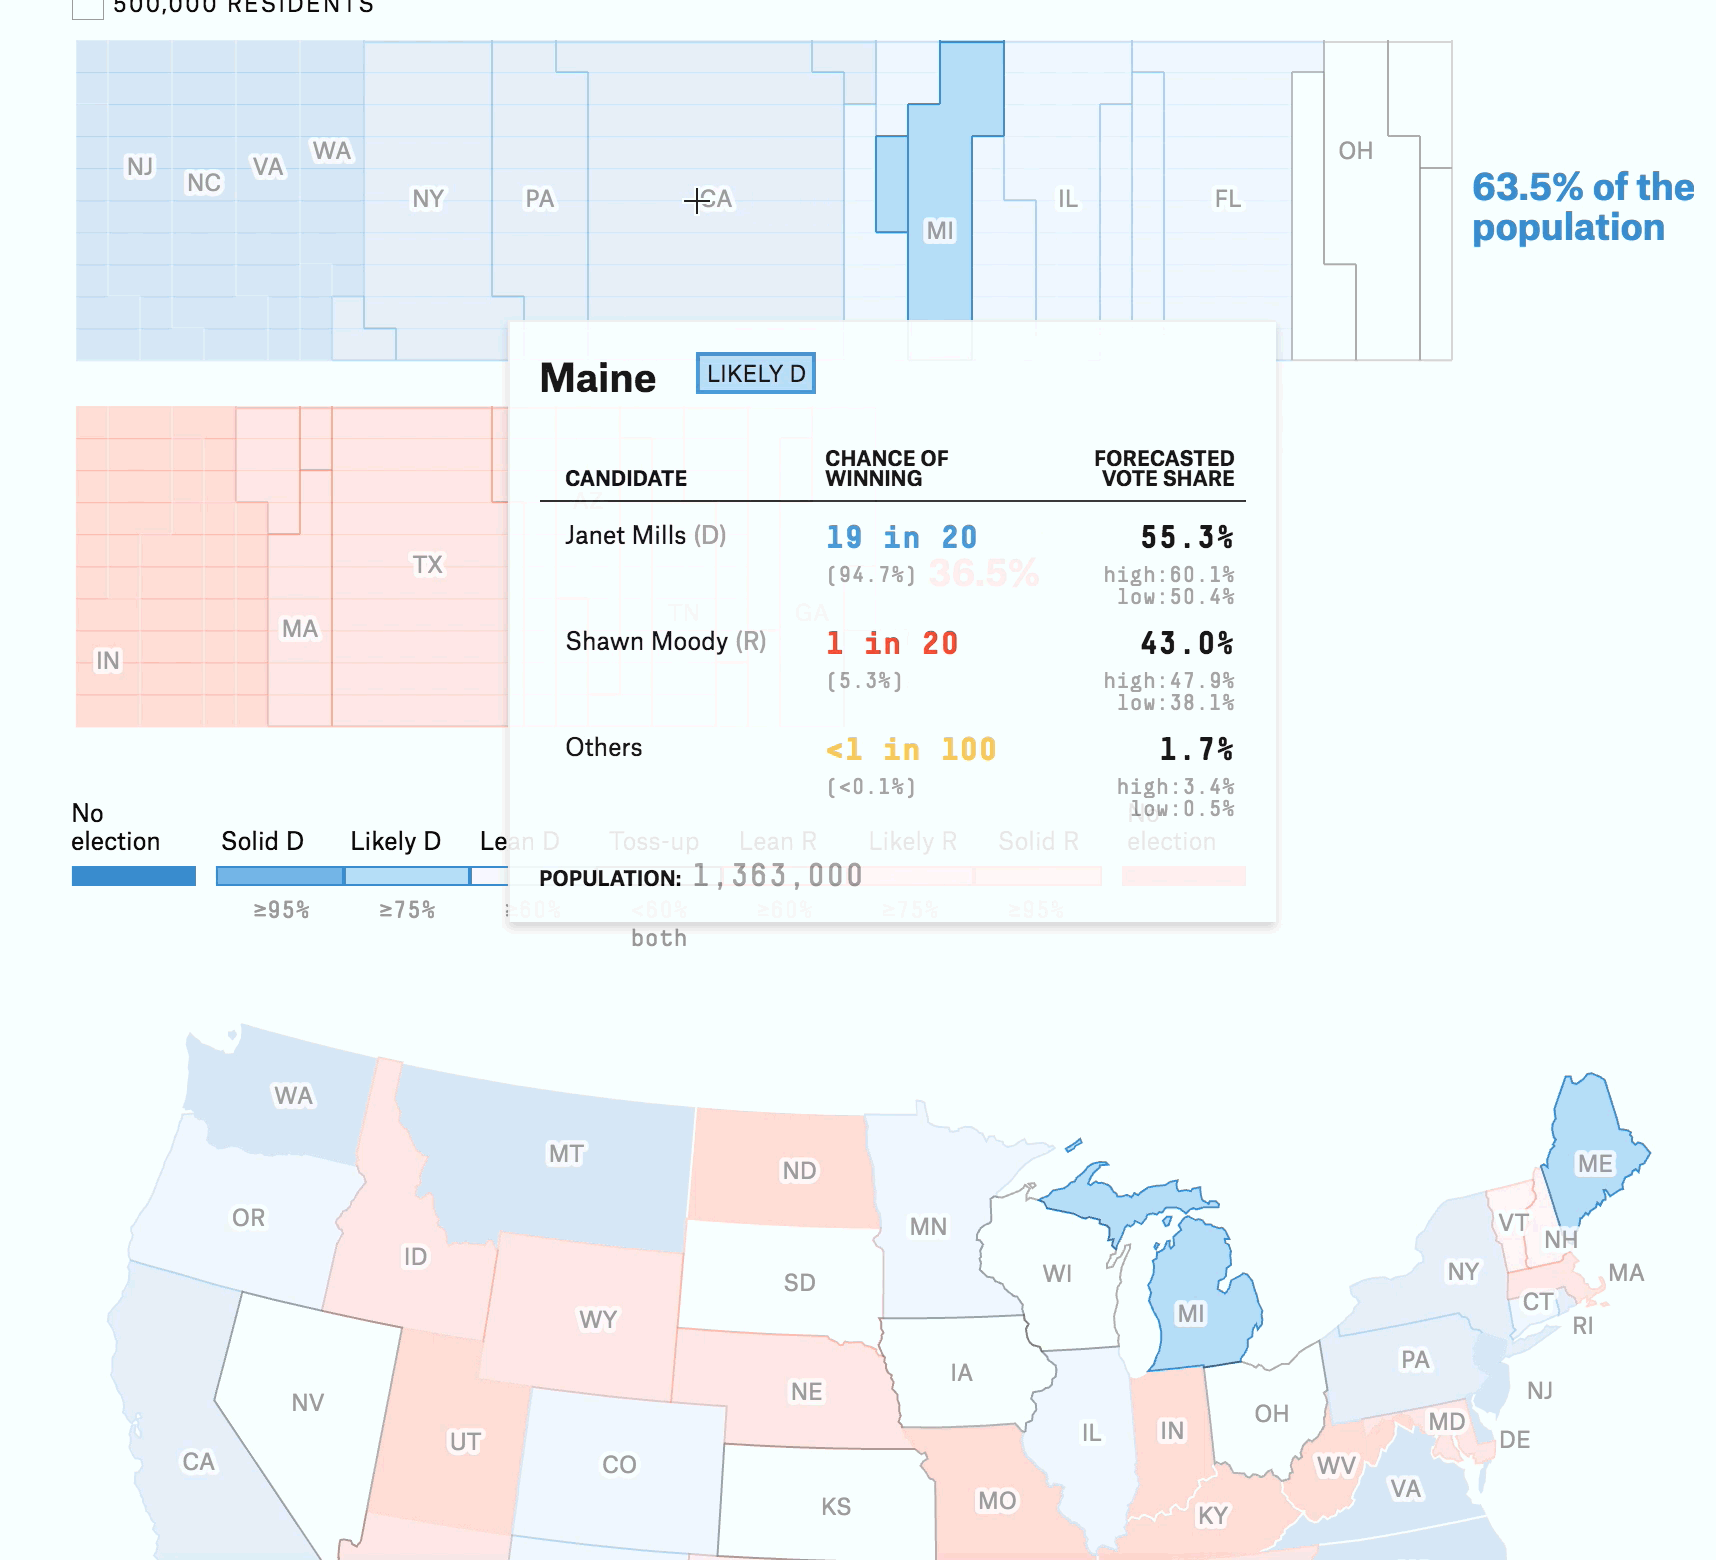 500,000 RESIDENTS
NJ
NC
VA
WA
NY
PA
CA
MI
IL
FL
OH
63.5% of the
population
Maine
LIKELY D
CANDIDATE
CHANCE OF
WINNING
FORECASTED
VOTE SHARE
AZ
Janet Mills (D)
19 in 20
55.3%
(94.7%)
36.5%
high:60.1%
low:50.4%
TX
TN
GA
MA
IN
Shawn Moody (R)
1 in 20
43.0%
(5.3%)
high:47.9%
low:38.1%
Others
<1 in 100
1.7%
(<0.1%)
high:3.4%
low:0.5%
POPULATION: 1,363,000
No
election
Solid D
Likely D
Lean D
Toss-up
Lean R
Likely R
Solid R
No
election
≥95%
≥75%
≥60%
<60%
both
≥60%
≥75%
≥95%
WA
MT
ND
ME
OR
ID
MN
VT
NH
SD
WI
NY
MA
WY
MI
CT
RI
NV
NE
IA
PA
NJ
UT
OH
CA
CO
IL
IN
MD
DE
WV
VA
KS
MO
KY